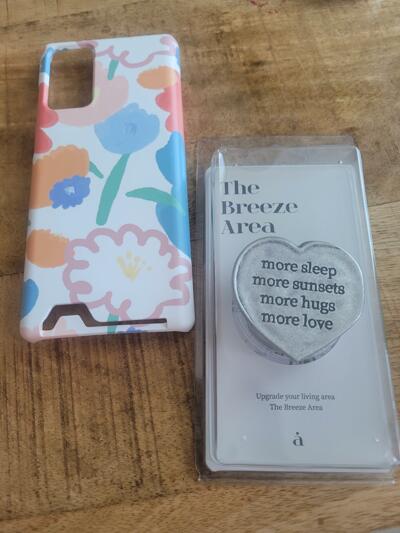 The
Breeze
Area
more sleep
more sunsets
more hugs
more love
Upgrade your living area
The Breeze Area